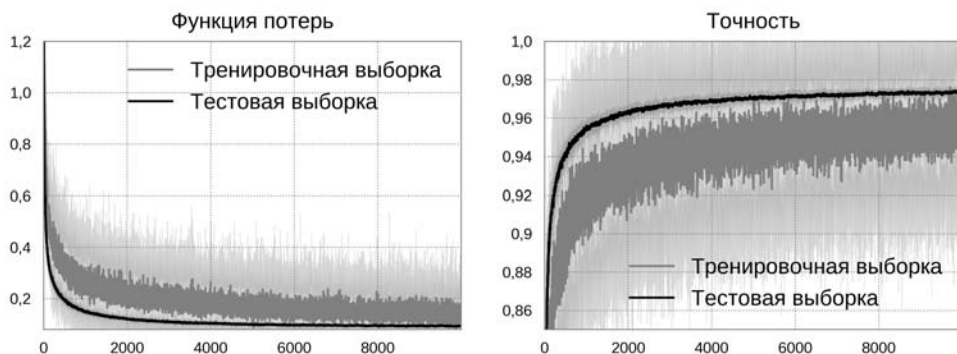 Функция потерь
1,2
1,0
0,8
0,6
0,4
0,2
0 2000 4000 6000 8000
Тренировочная выборка
Тестовая выборка
Точность
1,0
0,98
0,96
0,94
0,92
0,9
0,88
0,86
0 2000 4000 6000 8000
Тренировочная выборка
Тестовая выборка